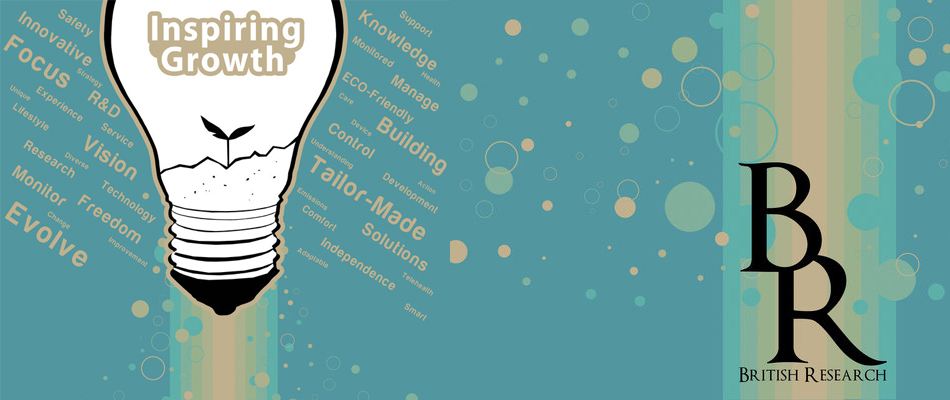 Inspiring
Growth
Safety
Innovative
Focus
Strategy
Unique
Experience
R&D
Lifestyle
Service
Vision
Research
Diverse
Monitor
Technology
Freedom
Change
Evolve
Improvement
Support
Knowledge
Monitored
Health
Manage
ECO-Friendly
Care
Building
Device
Control
Understanding
Tailor-Made
Action
Development
Emissions
Comfort
Solutions
Independence
Adaptable
Telehealth
Smart
BR
British Research